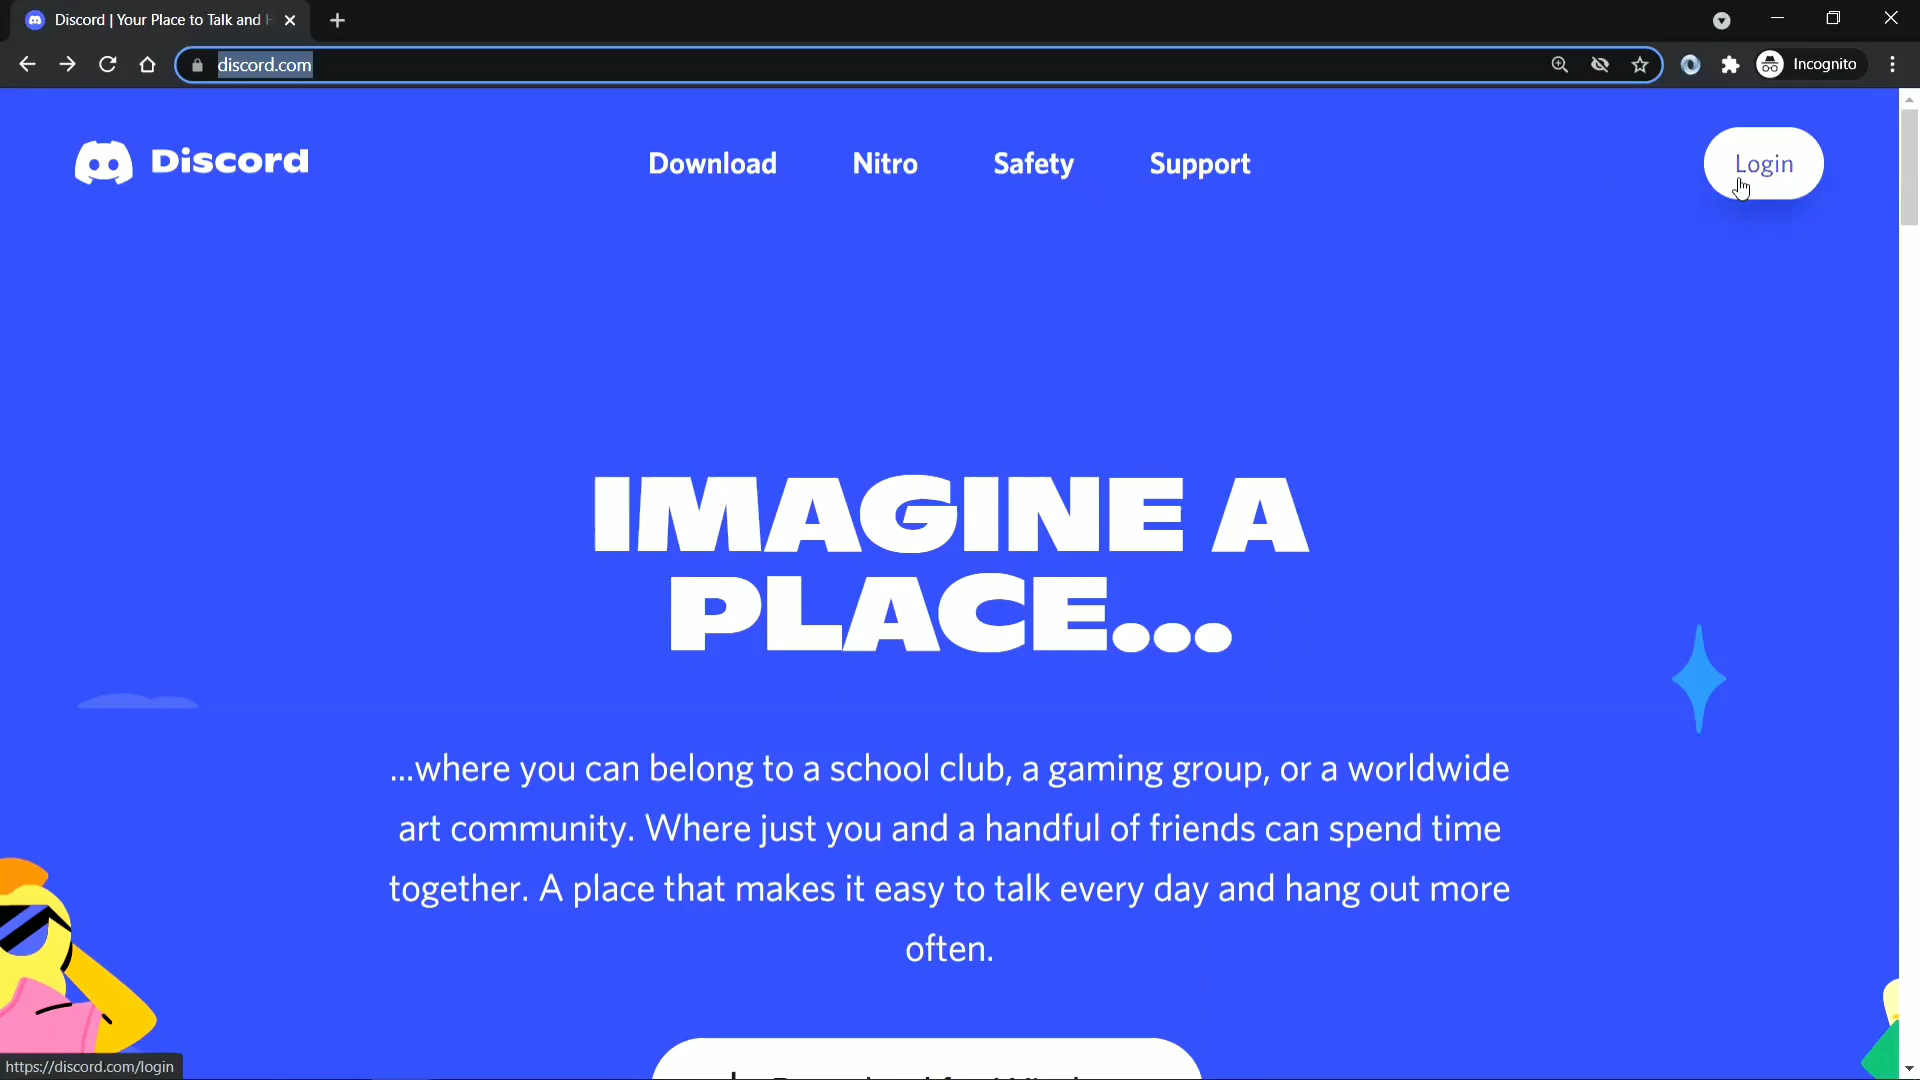 Discord | Your Place to Talk and
discord.com
Incognito
Discord
Download
Nitro
Safety
Support
Login
IMAGINE A
PLACE...
...where you can belong to a school club, a gaming group, or a worldwide
art community. Where just you and a handful of friends can spend time
together. A place that makes it easy to talk every day and hang out more
often.
https://discord.com/login